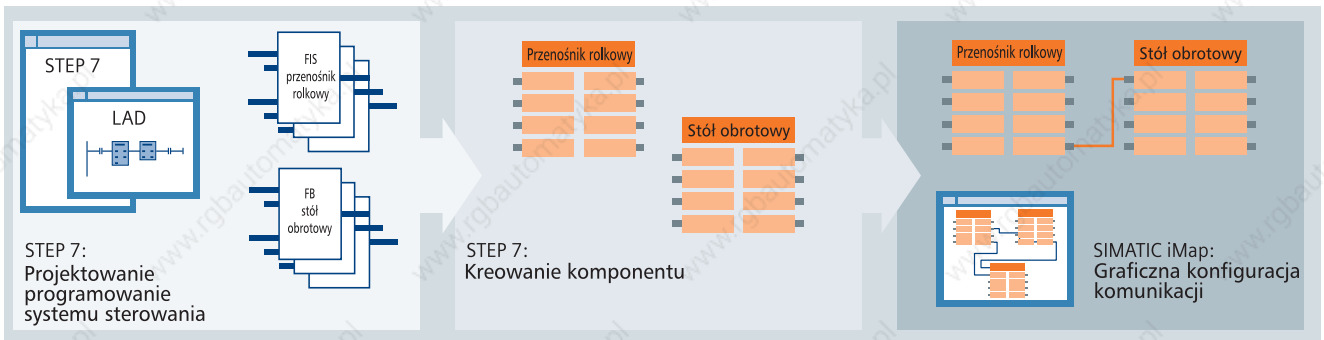 STEP 7
LAD
FIS
przenośnik
rolkowy
FB
stół
obrotowy
STEP 7:
Projektowanie
programowanie
systemu sterowania
Przenośnik rolkowy
Stół obrotowy
STEP 7:
Kreowanie komponentu
Przenośnik rolkowy
Stół obrotowy
SIMATIC iMap:
Graficzna konfiguracja
komunikacji
www.rgbautomatyka.pl